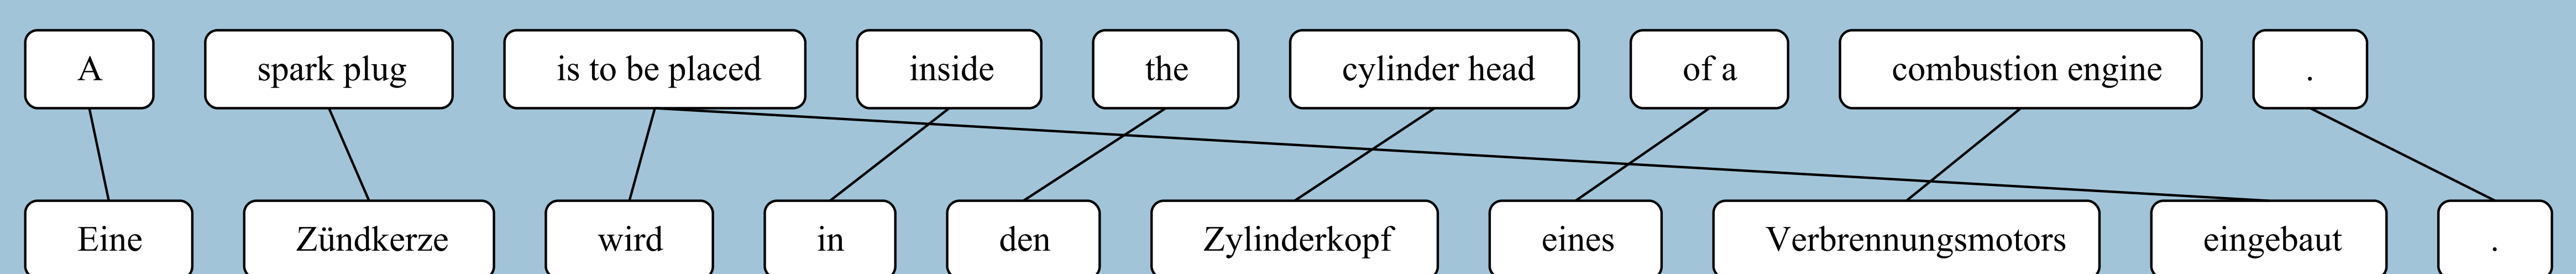 A spark plug is to be placed inside the cylinder head of a combustion engine .
Eine Zündkerze wird in den Zylinderkopf eines Verbrennungsmotors eingebaut .